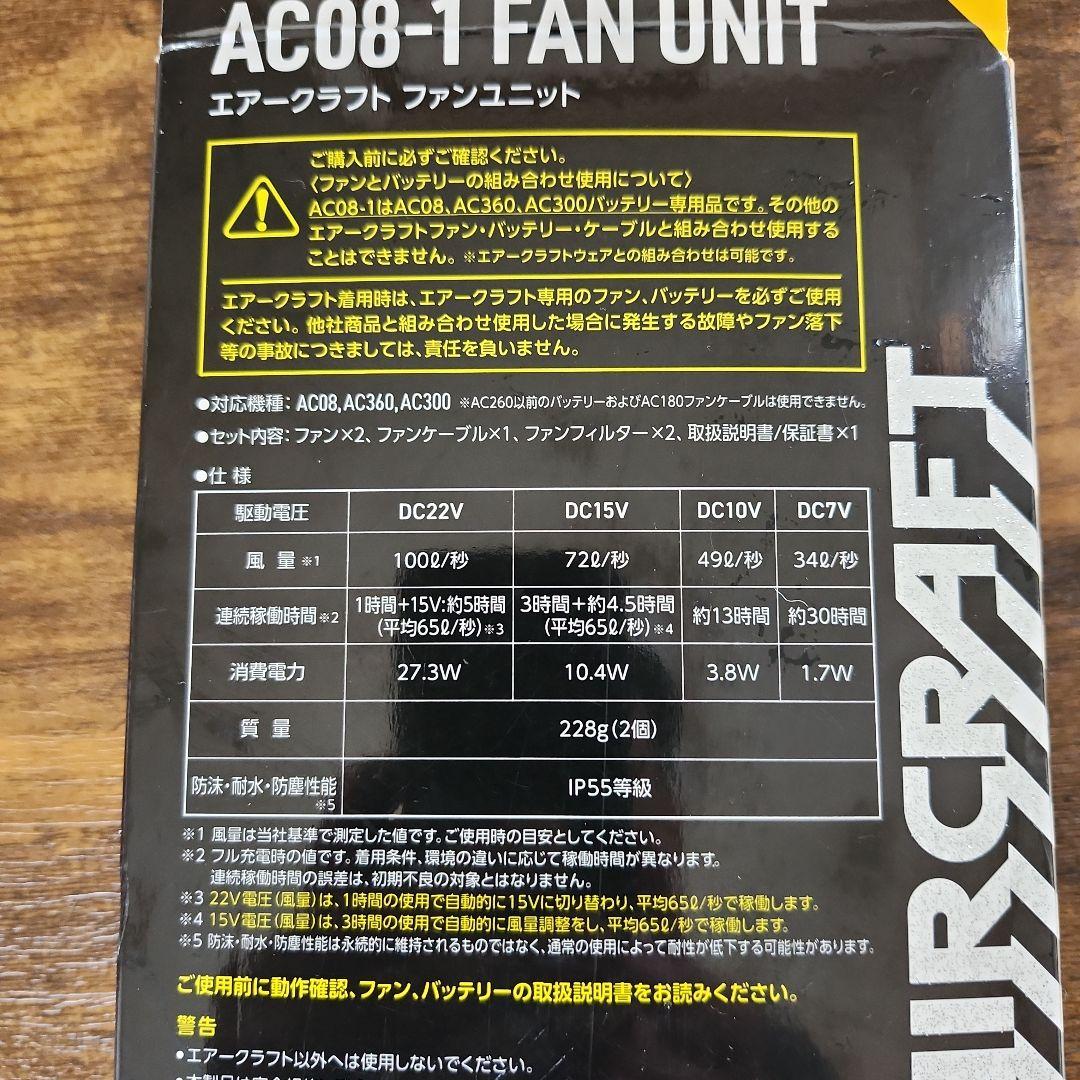 AC08-1 FAN UNIT
エアークラフト ファンユニット
ご購入前に必ずご確認ください。
〈ファンとバッテリーの組み合わせ使用について〉
AC08-1はAC08、AC360、AC300バッテリー専用品です。その他の
エアークラフトファン・バッテリー・ケーブルと組み合わせ使用する
ことはできません。※エアークラフトウェアとの組み合わせは可能です。
エアークラフト着用時は、エアークラフト専用のファン、バッテリーを必ずご使用
ください。他社商品と組み合わせ使用した場合に発生する故障やファン落下
等の事故につきましては、責任を負いません。
●対応機種：AC08,AC360,AC300 ※AC260以前のバッテリーおよびAC180ファンケーブルは使用できません。
●セット内容：ファン×2、ファンケーブル×1、ファンフィルター×2、取扱説明書/保証書×1
●仕様
駆動電圧 DC22V DC15V DC10V DC7V
風量※1 100ℓ/秒 72ℓ/秒 49ℓ/秒 34ℓ/秒
連続稼働時間※2 1時間+15V:約5時間 3時間+約4.5時間 約13時間 約30時間
(平均65ℓ/秒)※3 (平均65ℓ/秒)※4
消費電力 27.3W 10.4W 3.8W 1.7W
質量 228g(2個)
防沫・耐水・防塵性能※5 IP55等級
※1 風量は当社基準で測定した値です。ご使用時の目安としてください。
※2 フル充電時の値です。着用条件、環境の違いに応じて稼働時間が異なります。
連続稼働時間の誤差は、初期不良の対象とはなりません。
※3 22V電圧(風量)は、1時間の使用で自動的に15Vに切り替わり、平均65ℓ/秒で稼働します。
※4 15V電圧(風量)は、3時間の使用で自動的に風量調整をし、平均65ℓ/秒で稼働します。
※5 防沫・耐水・防塵性能は永続的に維持されるものではなく、通常の使用によって耐性が低下する可能性があります。
ご使用前に動作確認、ファン、バッテリーの取扱説明書をお読みください。
警告
•エアークラフト以外へは使用しないでください。
IRCRAFT